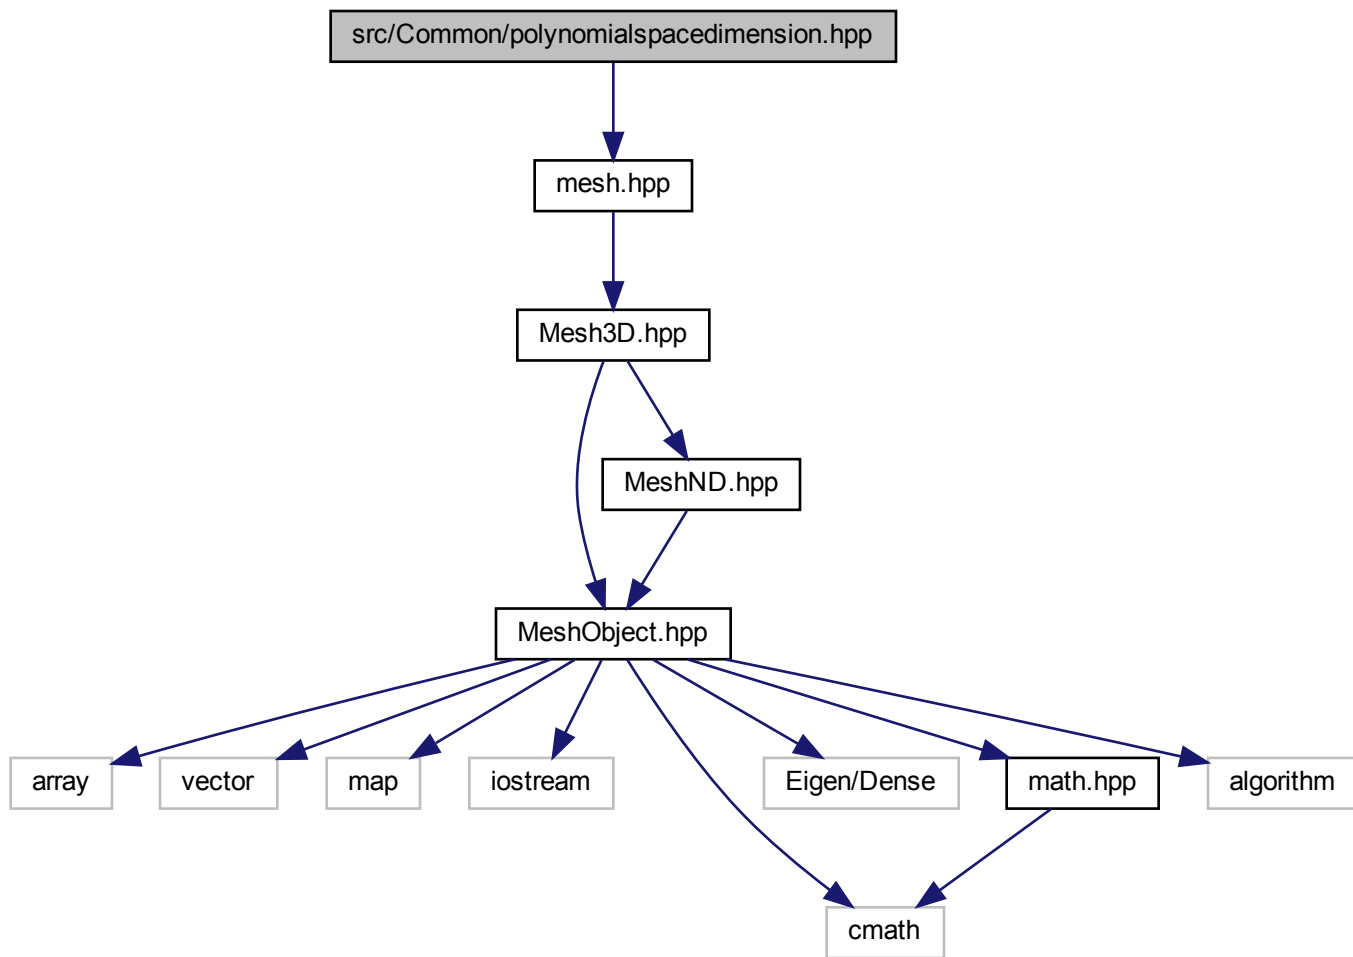 src/Common/polynomialspacedimension.hpp
mesh.hpp
Mesh3D.hpp
MeshND.hpp
MeshObject.hpp
array
vector
map
iostream
Eigen/Dense
math.hpp
algorithm
cmath